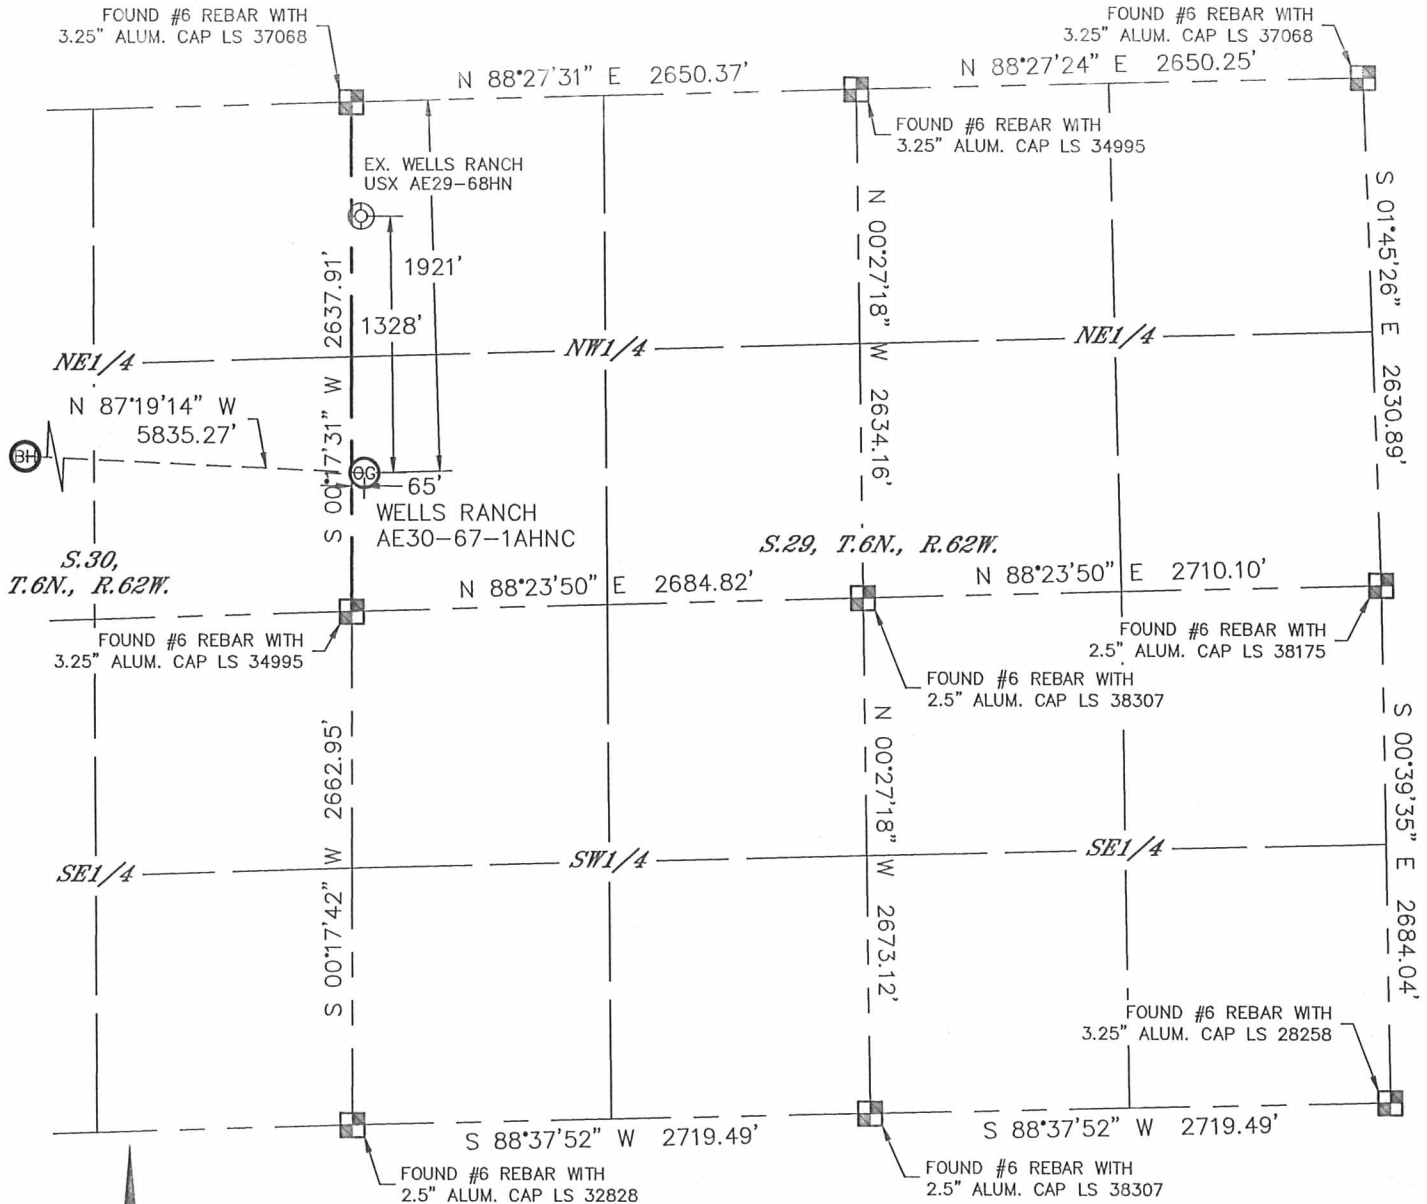 FOUND #6 REBAR WITH
3.25" ALUM. CAP LS 37068
FOUND #6 REBAR WITH
3.25" ALUM. CAP LS 37068
N 88°27'31" E 2650.37'
N 88°27'24" E 2650.25'
FOUND #6 REBAR WITH
3.25" ALUM. CAP LS 34995
EX. WELLS RANCH
USX AE29-68HN
1921'
1328'
S 00°17'31" W 2637.91'
N 00°27'18" W 2634.16'
S 01°45'26" E 2630.89'
NE1/4
NW1/4
NE1/4
N 87°19'14" W
5835.27'
BH
OG
65'
WELLS RANCH
AE30-67-1AHNC
S.30,
T.6N., R.62W.
S.29, T.6N., R.62W.
N 88°23'50" E 2684.82'
N 88°23'50" E 2710.10'
FOUND #6 REBAR WITH
3.25" ALUM. CAP LS 34995
FOUND #6 REBAR WITH
2.5" ALUM. CAP LS 38175
FOUND #6 REBAR WITH
2.5" ALUM. CAP LS 38307
S 00°17'42" W 2662.95'
N 00°27'18" W 2673.12'
S 00°39'35" E 2684.04'
SE1/4
SW1/4
SE1/4
FOUND #6 REBAR WITH
3.25" ALUM. CAP LS 28258
S 88°37'52" W 2719.49'
S 88°37'52" W 2719.49'
FOUND #6 REBAR WITH
2.5" ALUM. CAP LS 32828
FOUND #6 REBAR WITH
2.5" ALUM. CAP LS 38307